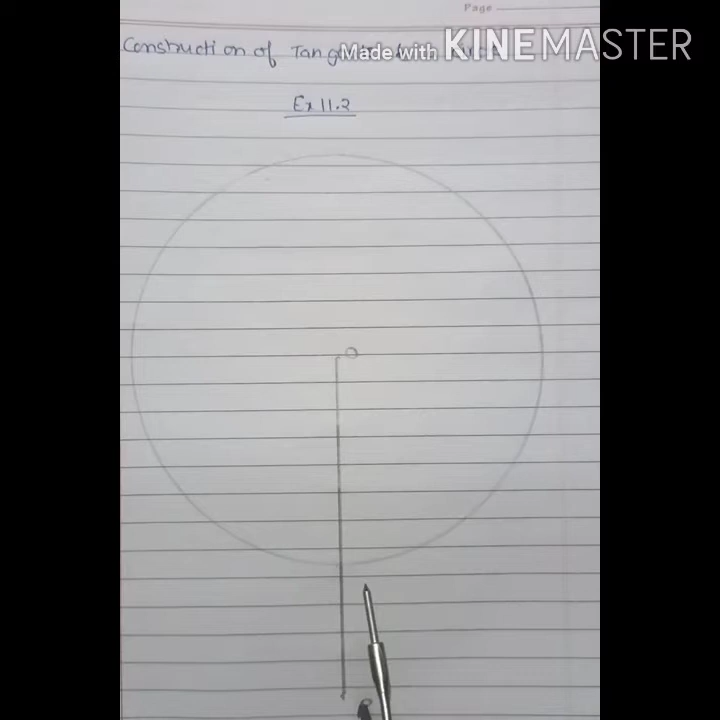 Page
Construction of Tan
Made with KINEMASTER
Ex 11.2
O